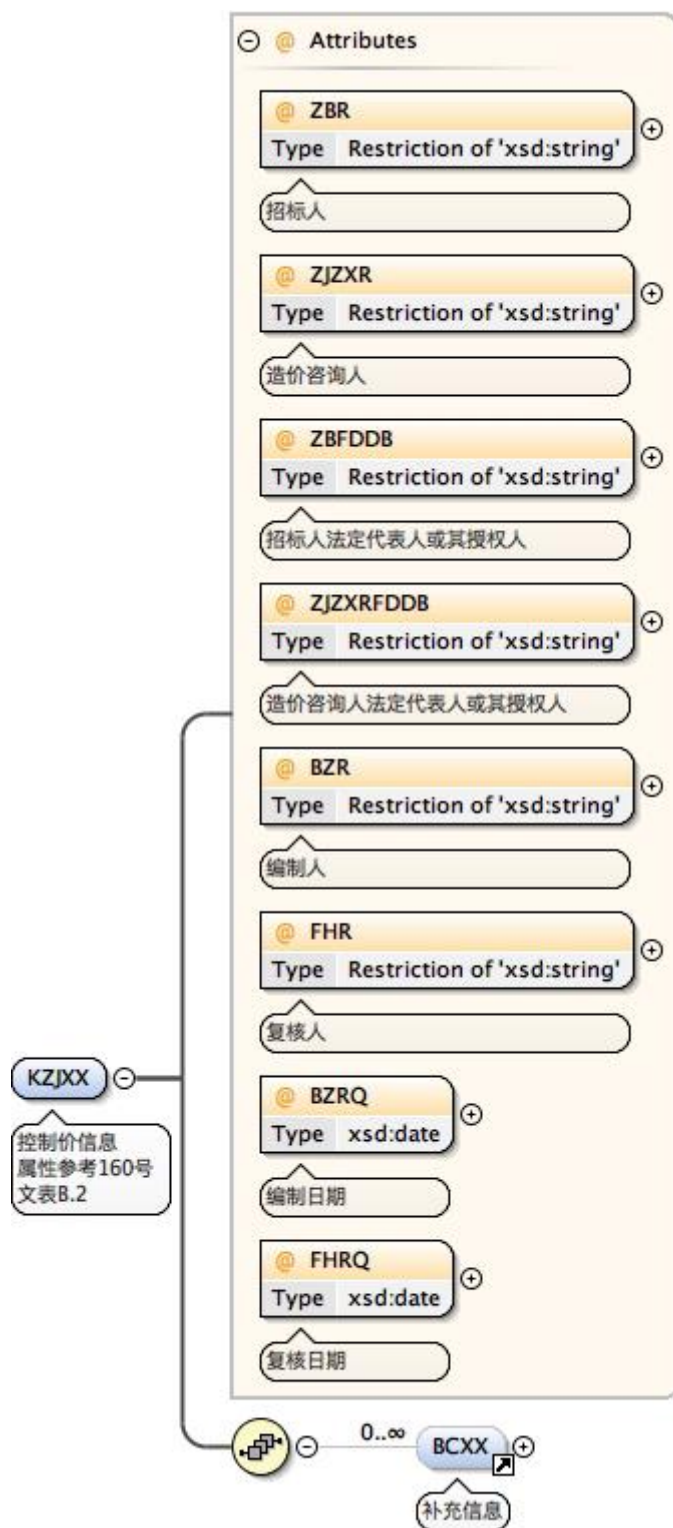 @ Attributes
@ ZBR
Type Restriction of 'xsd:string'
招标人
@ ZJZXR
Type Restriction of 'xsd:string'
造价咨询人
@ ZBFDDB
Type Restriction of 'xsd:string'
招标人法定代表人或其授权人
@ ZJZXRFDDB
Type Restriction of 'xsd:string'
造价咨询人法定代表人或其授权人
@ BZR
Type Restriction of 'xsd:string'
编制人
@ FHR
Type Restriction of 'xsd:string'
复核人
KZJXX
控制价信息
属性参考160号
文表B.2
@ BZRQ
Type xsd:date
编制日期
@ FHRQ
Type xsd:date
复核日期
0..∞
BCXX
补充信息